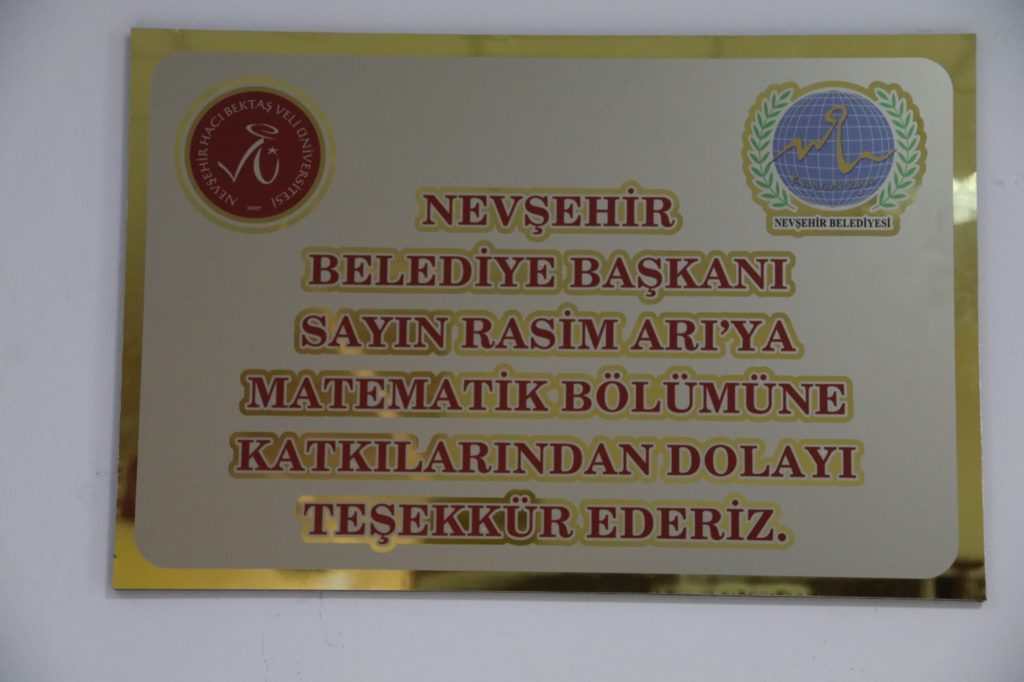 NEVŞEHİR HACI BEKTAŞ VELİ ÜNİVERSİTESİ
2007
NEVŞEHİR BELEDİYESİ
NEVŞEHİR
BELEDİYE BAŞKANI
SAYIN RASİM ARI'YA
MATEMATİK BÖLÜMÜNE
KATKILARINDAN DOLAYI
TEŞEKKÜR EDERİZ.